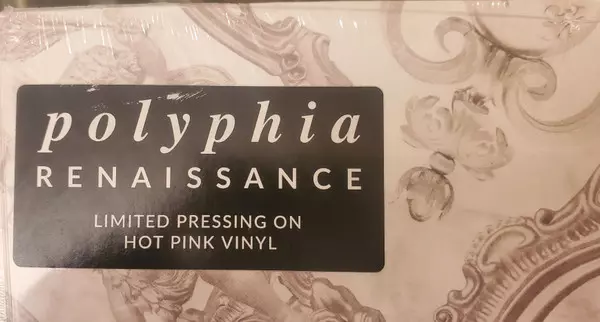 polyphia
RENAISSANCE
LIMITED PRESSING ON
HOT PINK VINYL